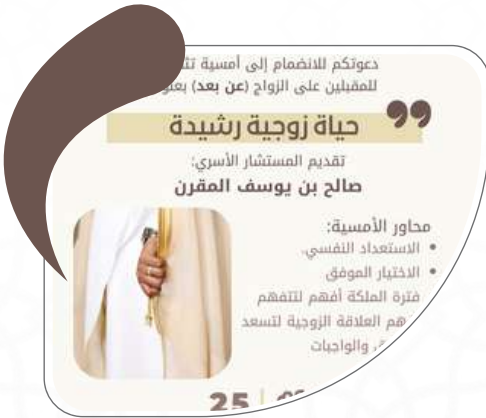 دعوتكم للانضمام إلى أمسية
للمقبلين على الزواج (عن بعد)
حياة زوجية رشيدة
تقديم المستشار الأسري:
صالح بن يوسف المقرن
محاور الأمسية:
• الاستعداد النفسي.
• الاختيار الموفق
فترة الملكة أفهم لتتفهم
العلاقة الزوجية لتسعد
والواجبات
25